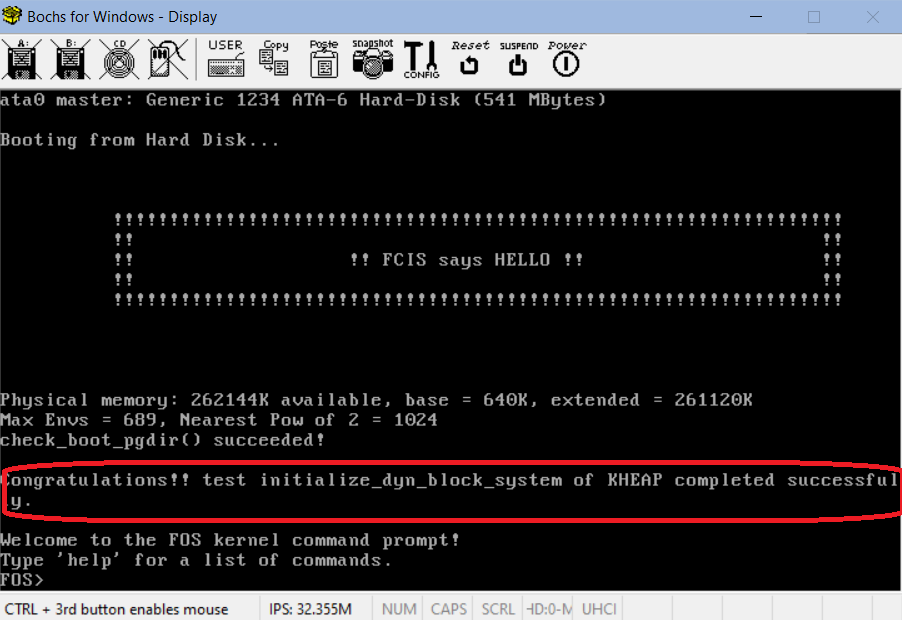 Bochs for Windows - Display
A: B: CD USER Copy Paste snapshot CONFIG Reset SUSPEND Power
ata0 master: Generic 1234 ATA-6 Hard-Disk (541 MBytes)
Booting from Hard Disk...
!!!!!!!!!!!!!!!!!!!!!!!!!!!!!!!!!!!!!!!!!!!!!!!!!!!!!!!!!!!!!!!!!
!! !!
!! !! FCIS says HELLO !! !!
!! !!
!!!!!!!!!!!!!!!!!!!!!!!!!!!!!!!!!!!!!!!!!!!!!!!!!!!!!!!!!!!!!!!!!
Physical memory: 262144K available, base = 640K, extended = 261120K
Max Envs = 689, Nearest Pow of 2 = 1024
check_boot_pgdir() succeeded!
Congratulations!! test initialize_dyn_block_system of KHEAP completed successful
y.
Welcome to the FOS kernel command prompt!
Type 'help' for a list of commands.
FOS>
CTRL + 3rd button enables mouse IPS: 32.355M NUM CAPS SCRL HD:0-M UHCI